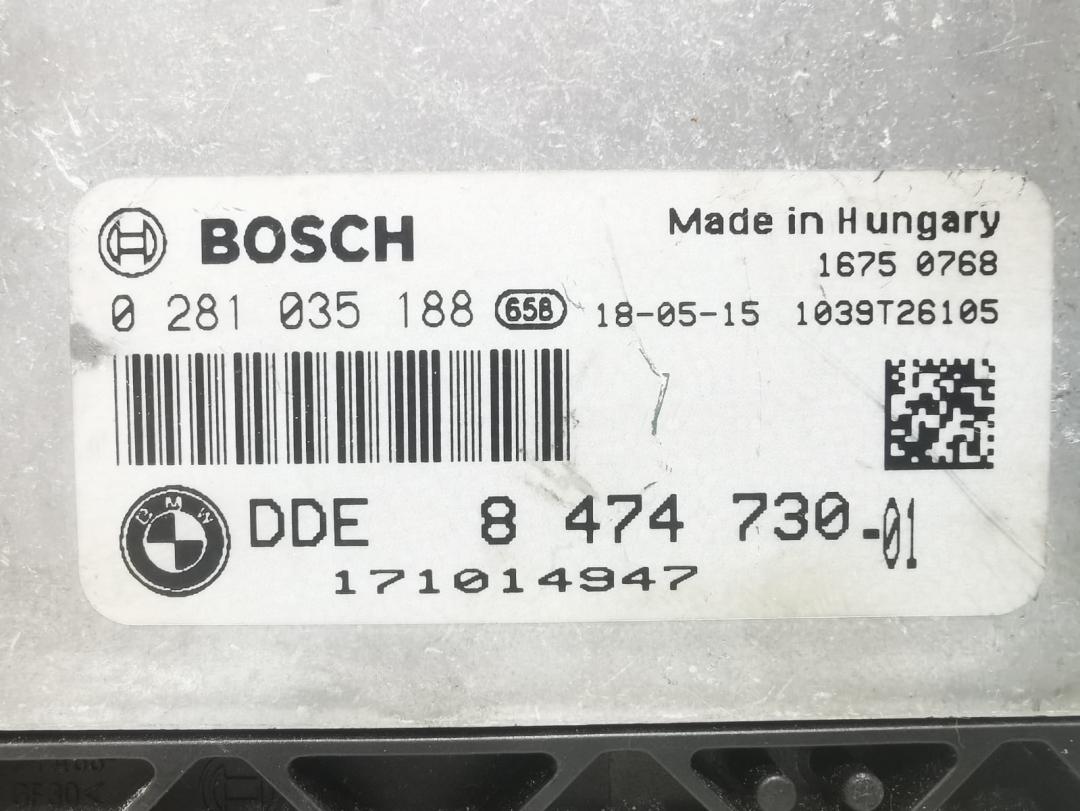 BOSCH
Made in Hungary
1675 0768
0 281 035 188 658 18-05-15 1039T26105
BMW
DDE 8 474 730-01
171014947